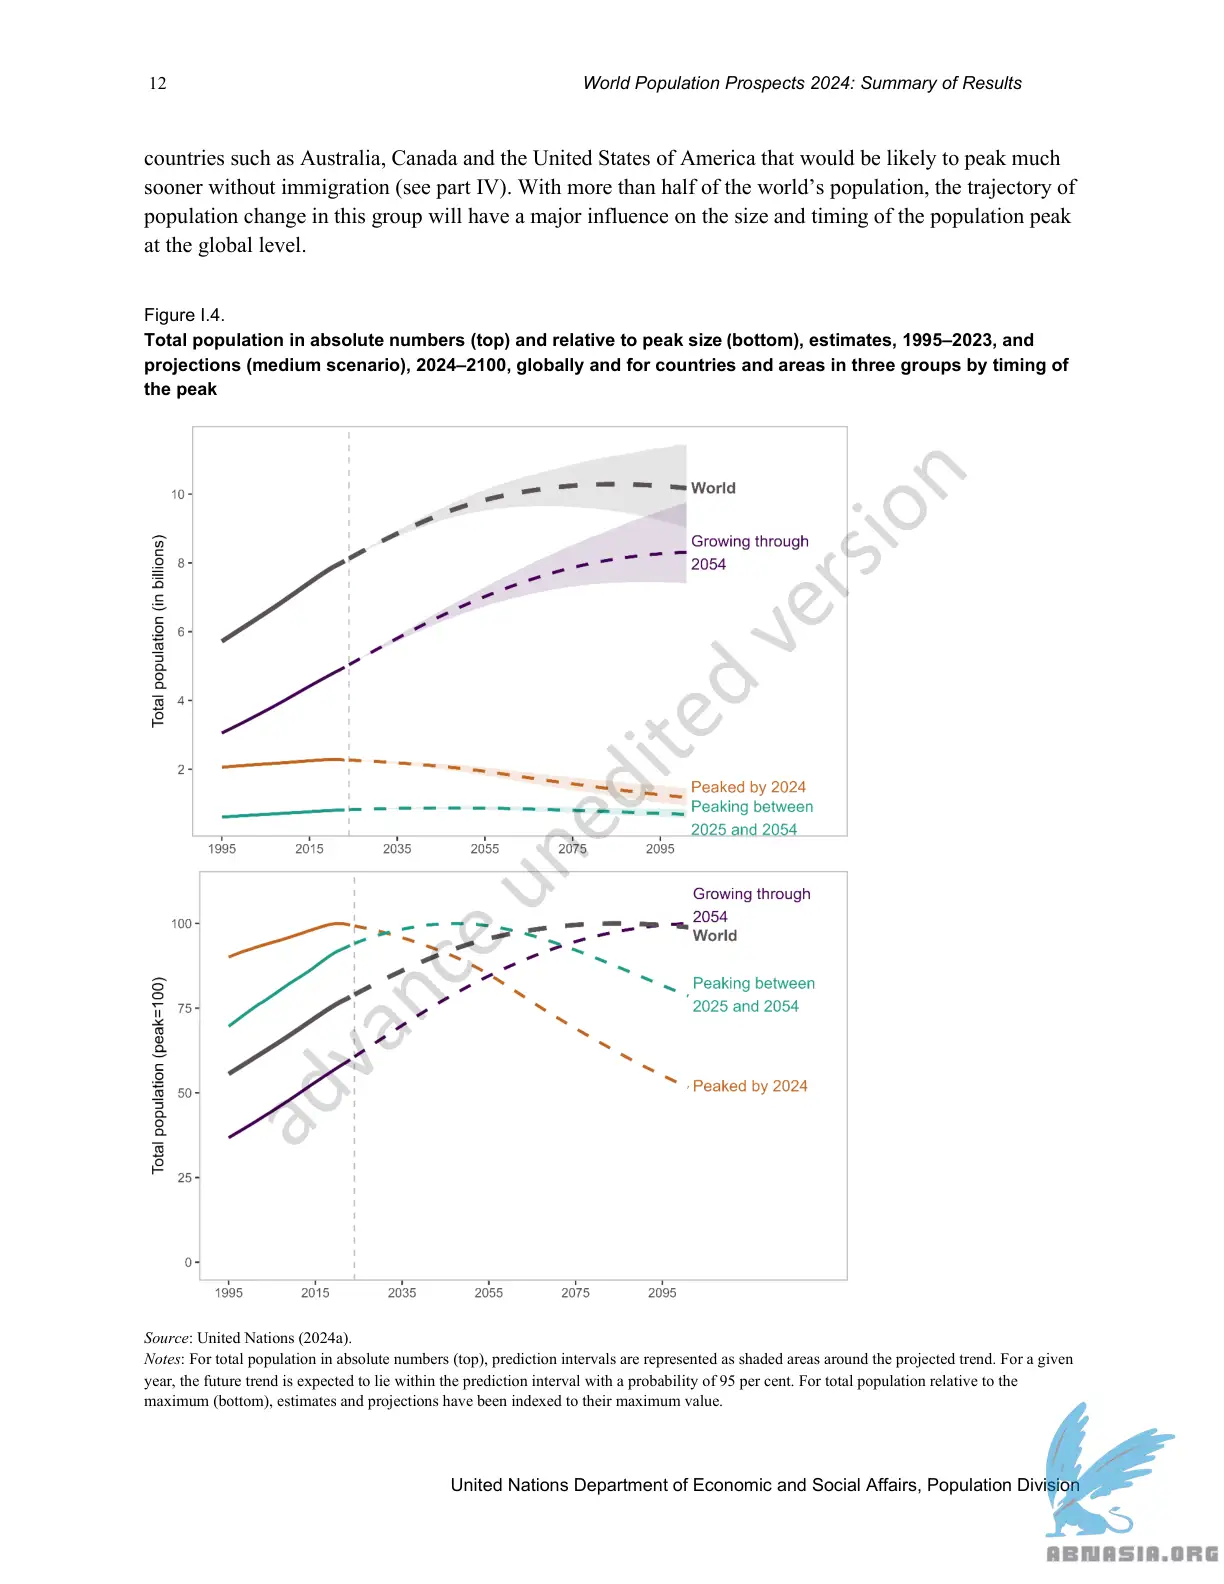 12 World Population Prospects 2024: Summary of Results
countries such as Australia, Canada and the United States of America that would be likely to peak much
sooner without immigration (see part IV). With more than half of the world’s population, the trajectory of
population change in this group will have a major influence on the size and timing of the population peak
at the global level.
Figure I.4.
Total population in absolute numbers (top) and relative to peak size (bottom), estimates, 1995–2023, and
projections (medium scenario), 2024–2100, globally and for countries and areas in three groups by timing of
the peak
Total population (in billions)
10
8
6
4
2
World
Growing through
2054
Peaked by 2024
Peaking between
2025 and 2054
1995 2015 2035 2055 2075 2095
Total population (peak=100)
100
75
50
25
0
Growing through
2054
World
Peaking between
2025 and 2054
Peaked by 2024
1995 2015 2035 2055 2075 2095
advance unedited version
Source: United Nations (2024a).
Notes: For total population in absolute numbers (top), prediction intervals are represented as shaded areas around the projected trend. For a given
year, the future trend is expected to lie within the prediction interval with a probability of 95 per cent. For total population relative to the
maximum (bottom), estimates and projections have been indexed to their maximum value.
United Nations Department of Economic and Social Affairs, Population Division
ABNASIA.ORG